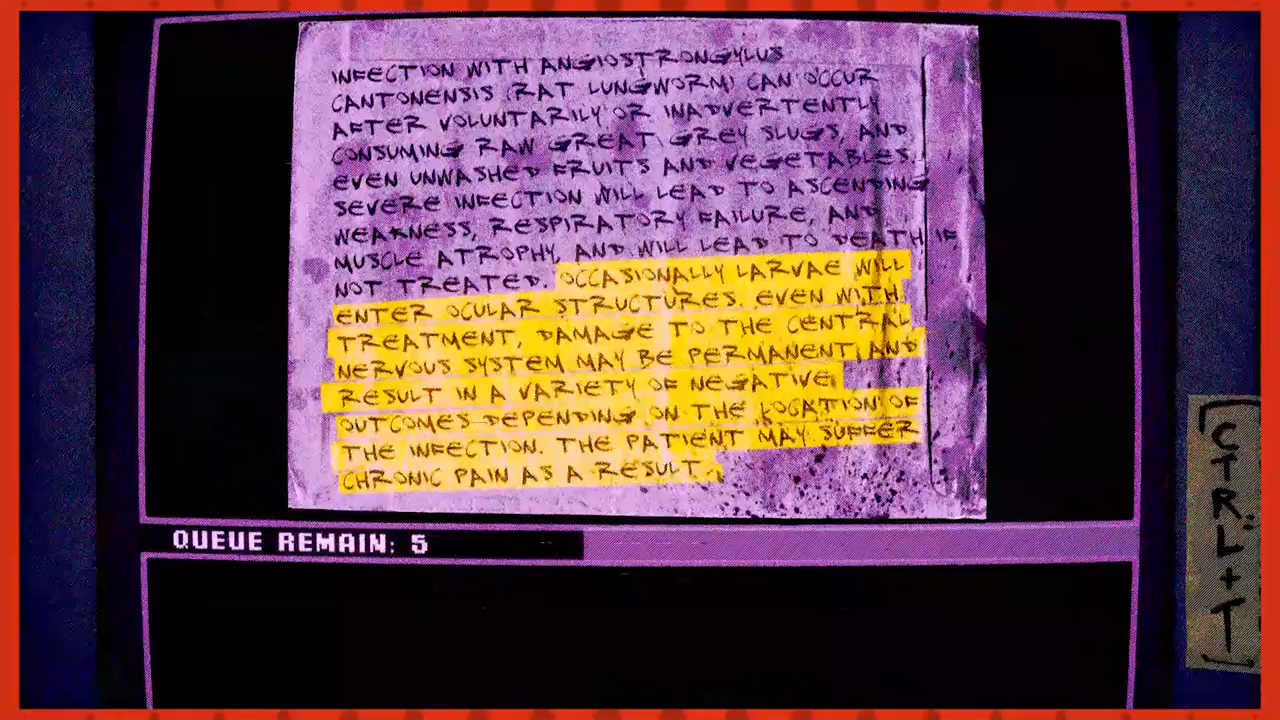 INFECTION WITH ANGIOSTRONGYLUS
CANTONENSIS (RAT LUNGWORM) CAN OCCUR
AFTER VOLUNTARILY OR INADVERTENTLY
CONSUMING RAW GREAT GREY SLUGS, AND
EVEN UNWASHED FRUITS AND VEGETABLES.
SEVERE INFECTION WILL LEAD TO ASCENDING
WEAKNESS, RESPIRATORY FAILURE, AND
MUSCLE ATROPHY, AND WILL LEAD TO DEATH IF
NOT TREATED. OCCASIONALLY LARVAE WILL
ENTER OCULAR STRUCTURES. EVEN WITH
TREATMENT, DAMAGE TO THE CENTRAL
NERVOUS SYSTEM MAY BE PERMANENT AND
RESULT IN A VARIETY OF NEGATIVE
OUTCOMES DEPENDING ON THE LOCATION OF
THE INFECTION. THE PATIENT MAY SUFFER
CHRONIC PAIN AS A RESULT.
QUEUE REMAIN: 5
[CTRL+T]